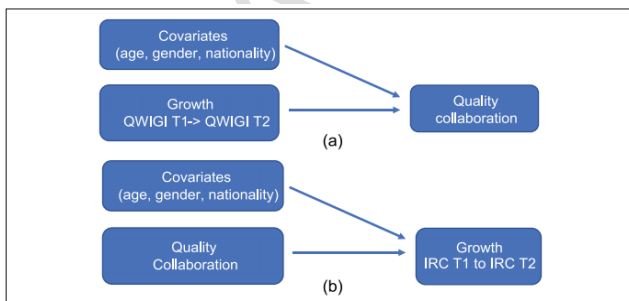 Covariates
(age, gender, nationality)
Growth
QWIGI T1-> QWIGI T2
Quality
collaboration
(a)
Covariates
(age, gender, nationality)
Quality
Collaboration
Growth
IRC T1 to IRC T2
(b)